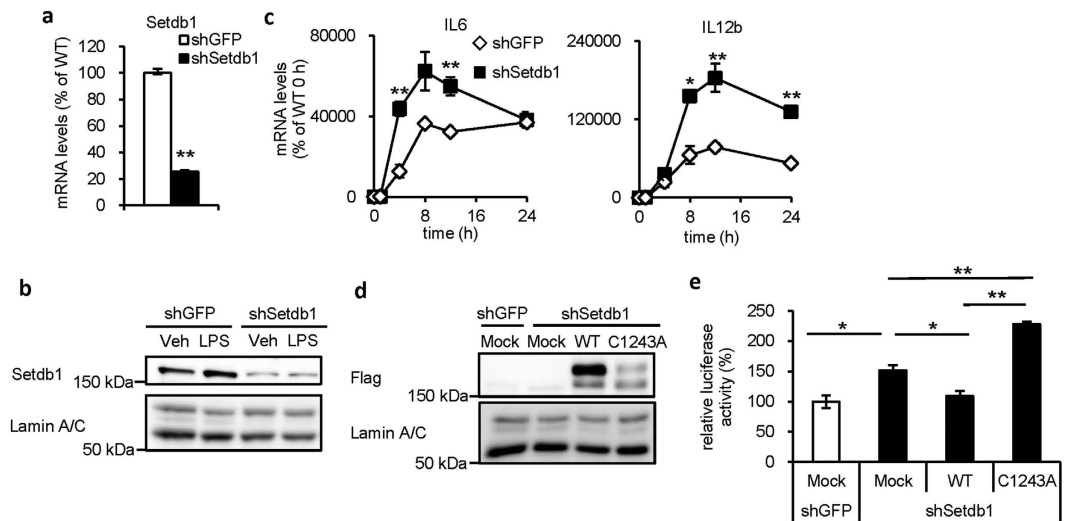 a
Setdb1
mRNA levels (% of WT)
120
100
80
60
40
20
0
**
shGFP
shSetdb1
c
IL6
mRNA levels
(% of WT 0 h)
80000
40000
0
** **
0 8 16 24
time (h)
shGFP
shSetdb1
IL12b
240000
120000
0
* ** **
0 8 16 24
time (h)
b
shGFP shSetdb1
Veh LPS Veh LPS
Setdb1
150 kDa
Lamin A/C
50 kDa
d
shGFP shSetdb1
Mock Mock WT C1243A
Flag
150 kDa
Lamin A/C
50 kDa
e
relative luciferase
activity (%)
250
200
150
100
50
0
**
**
* *
Mock Mock WT C1243A
shGFP shSetdb1